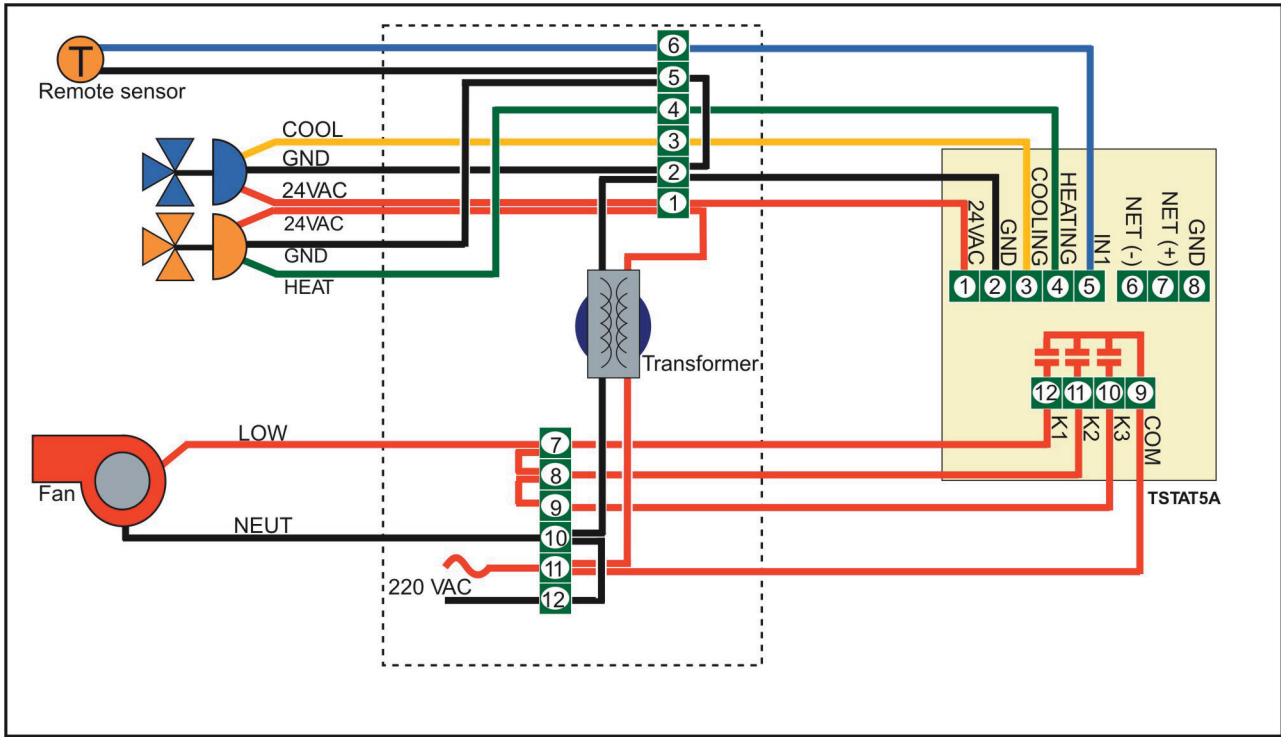 T
Remote sensor
6
5
4
3
2
1
COOL
GND
24VAC
24VAC
GND
HEAT
24VAC
GND
COOLING
HEATING
IN1
NET (-)
NET (+)
GND
1
2
3
4
5
6
7
8
Transformer
12
11
10
9
K1
K2
K3
COM
TSTAT5A
LOW
Fan
NEUT
220 VAC
7
8
9
10
11
12